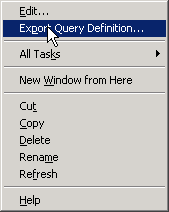 Edit...
Export Query Definition...
All Tasks
New Window from Here
Cut
Copy
Delete
Rename
Refresh
Help